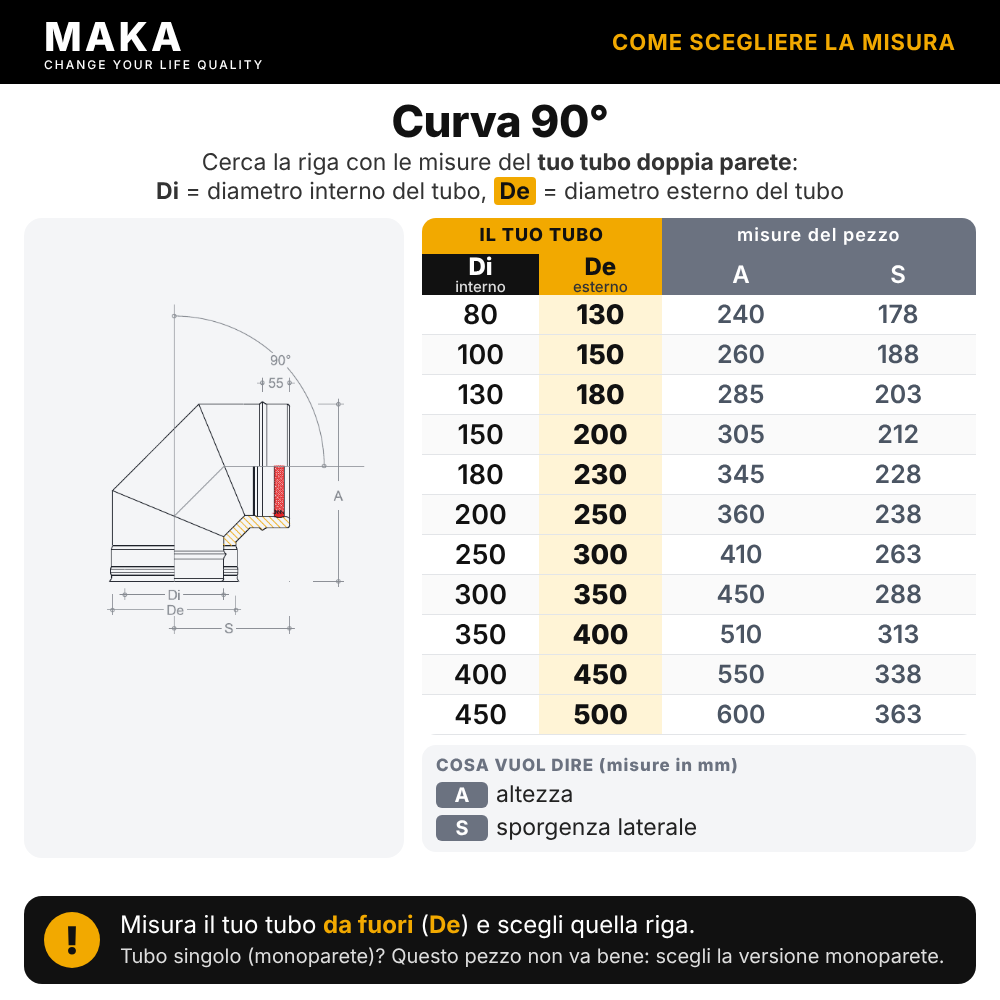 MAKA
CHANGE YOUR LIFE QUALITY
COME SCEGLIERE LA MISURA
Curva 90°
Cerca la riga con le misure del tuo tubo doppia parete:
Di = diametro interno del tubo, De = diametro esterno del tubo
90°
55
A
Di
De
S
IL TUO TUBO misure del pezzo
Di De A S
interno esterno
80 130 240 178
100 150 260 188
130 180 285 203
150 200 305 212
180 230 345 228
200 250 360 238
250 300 410 263
300 350 450 288
350 400 510 313
400 450 550 338
450 500 600 363
COSA VUOL DIRE (misure in mm)
A altezza
S sporgenza laterale
! Misura il tuo tubo da fuori (De) e scegli quella riga.
Tubo singolo (monoparete)? Questo pezzo non va bene: scegli la versione monoparete.